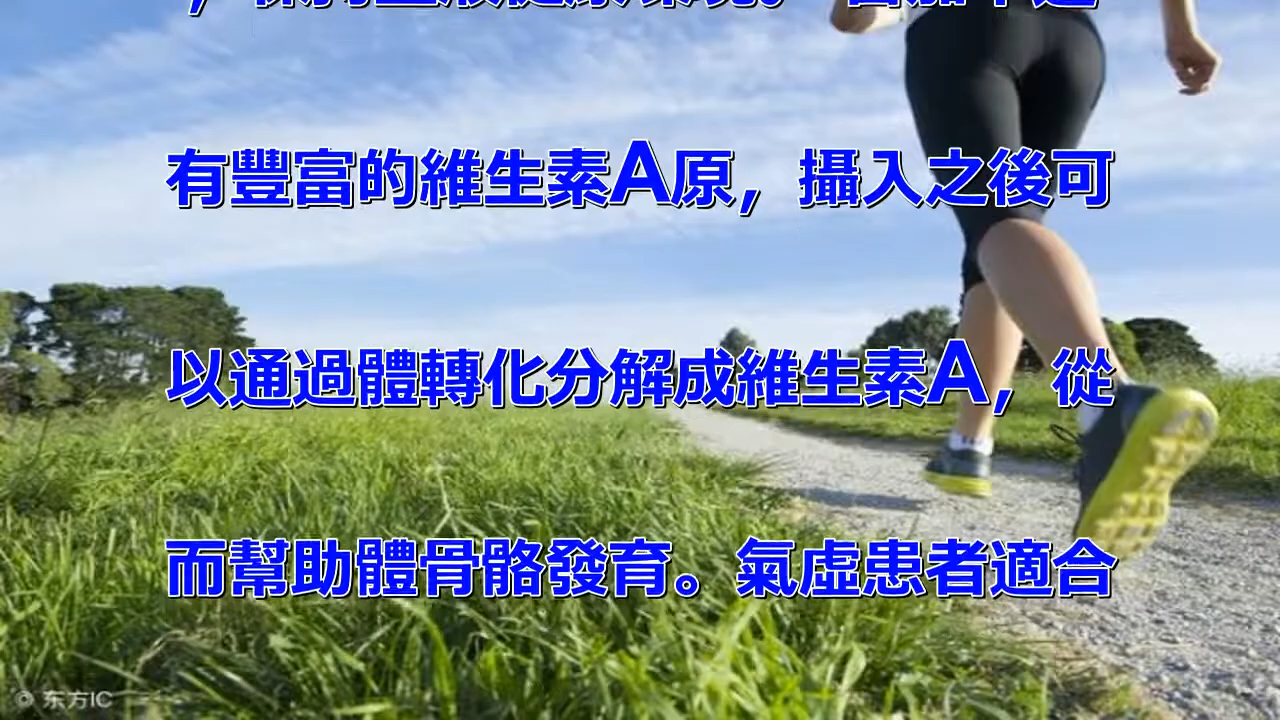 有豐富的維生素A原，攝入之後可
以通過體轉化分解成維生素A，從
而幫助體骨骼發育。氣虛患者適合
© 东方IC